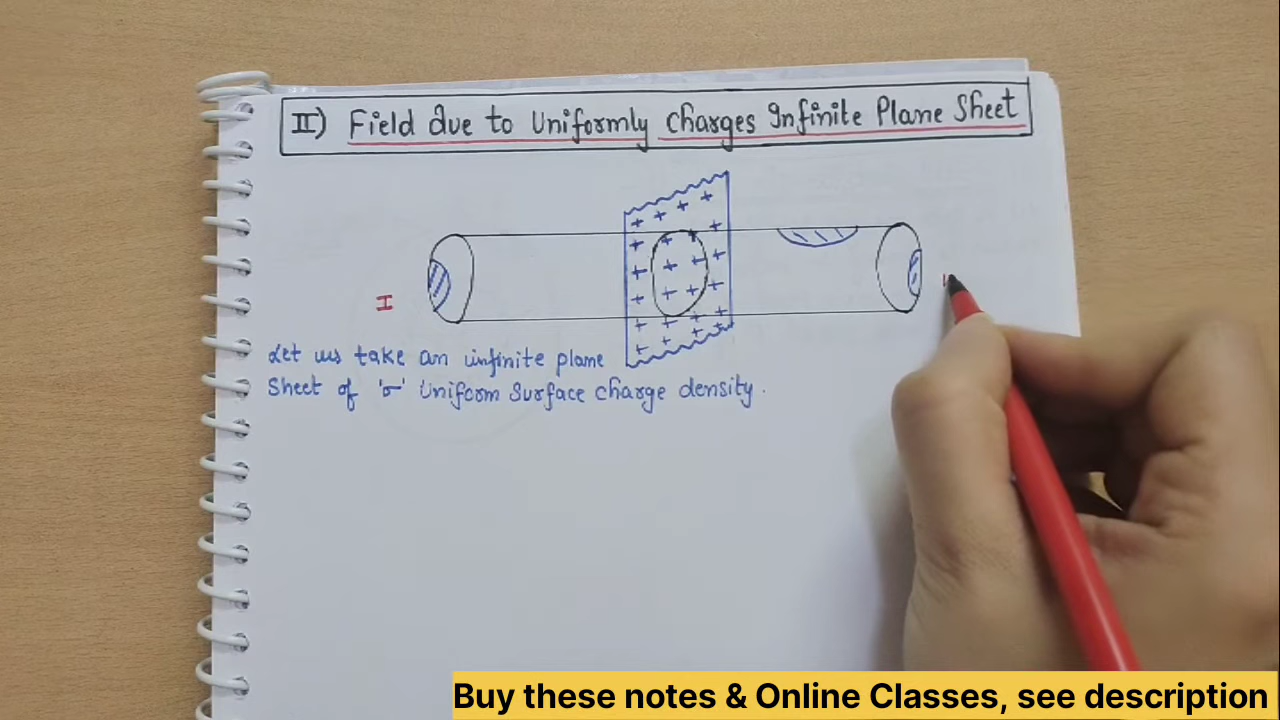 II) Field due to Uniformly Charges Infinite Plane Sheet
I
Let us take an infinite plane
Sheet of 'σ' Uniform Surface charge density.
Buy these notes & Online Classes, see description